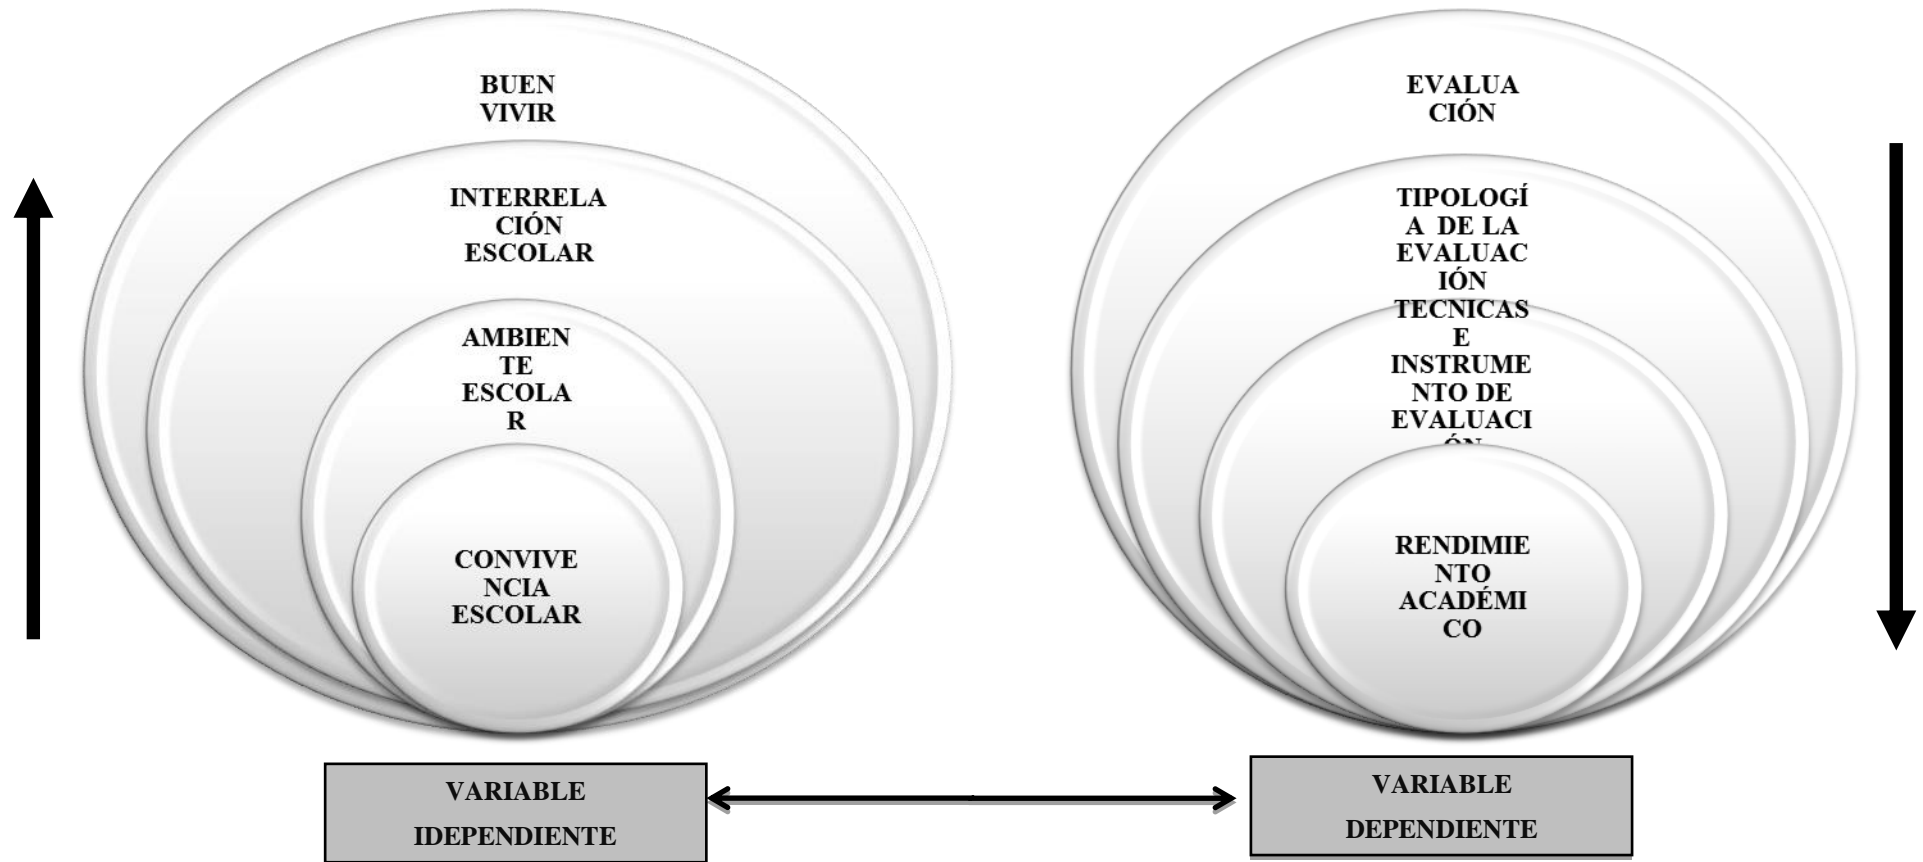 BUEN
VIVIR
INTERRELA
CIÓN
ESCOLAR
AMBIEN
TE
ESCOLA
R
CONVIVE
NCIA
ESCOLAR
VARIABLE
IDEPENDIENTE
EVALUA
CIÓN
TIPOLOGÍ
A DE LA
EVALUAC
IÓN
TECNICAS
E
INSTRUME
NTO DE
EVALUACI
ÓN
RENDIMIE
NTO
ACADÉMI
CO
VARIABLE
DEPENDIENTE